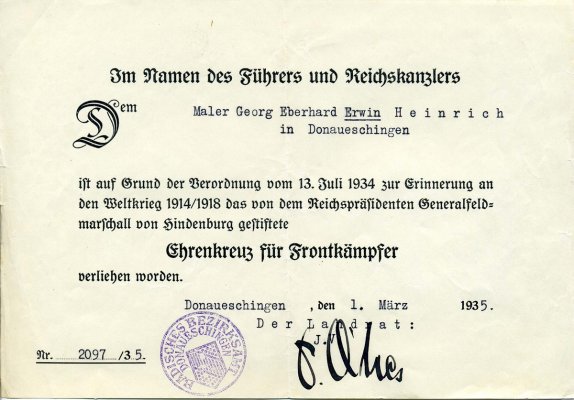 Im Namen des Führers und Reichskanzlers
Dem
Maler Georg Eberhard Erwin Heinrich
in Donaueschingen
ist auf Grund der Verordnung vom 13. Juli 1934 zur Erinnerung an
den Weltkrieg 1914/1918 das von dem Reichspräsidenten Generalfeld-
marschall von Hindenburg gestiftete
Ehrenkreuz für Frontkämpfer
verliehen worden.
Donaueschingen , den 1. März 1935.
Der Landrat:
J.V.
Nr. 2097 /35.
BADISCHES BEZIRKSAMT
DONAUESCHINGEN